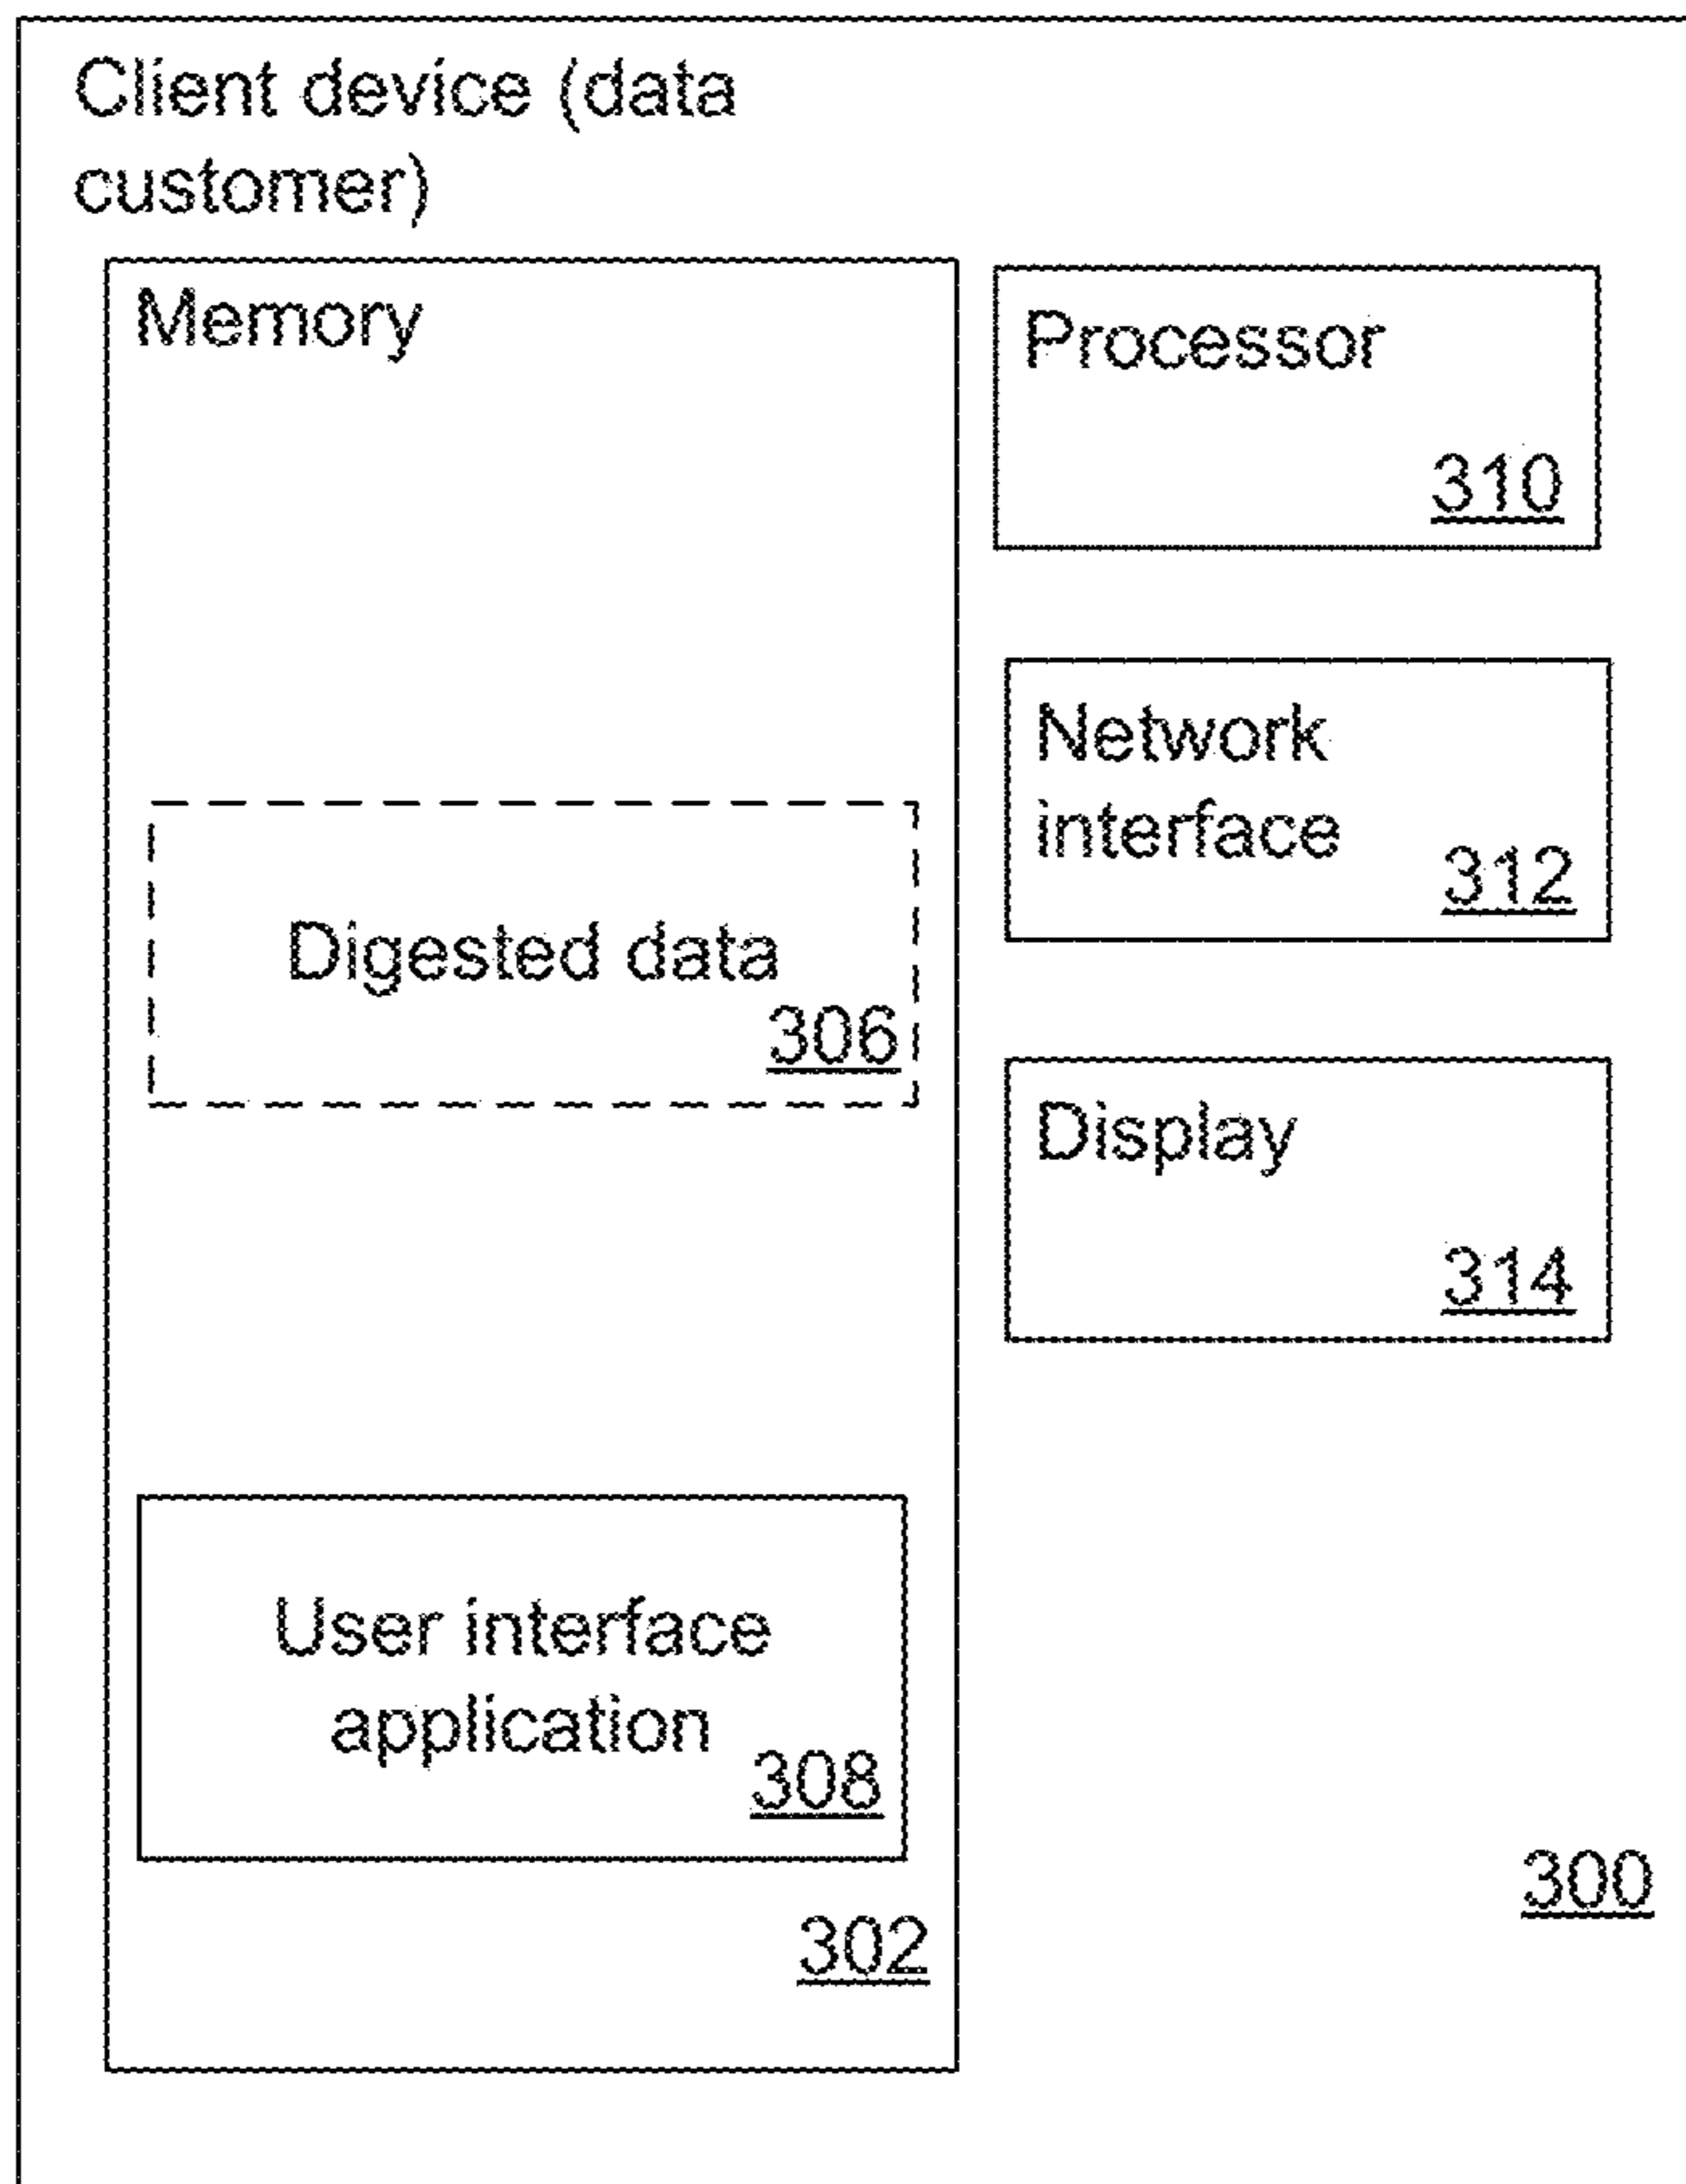 Client device (data
customer)
Memory
Digested data
306
User interface
application
308
302
Processor
310
Network
interface
312
Display
314
300